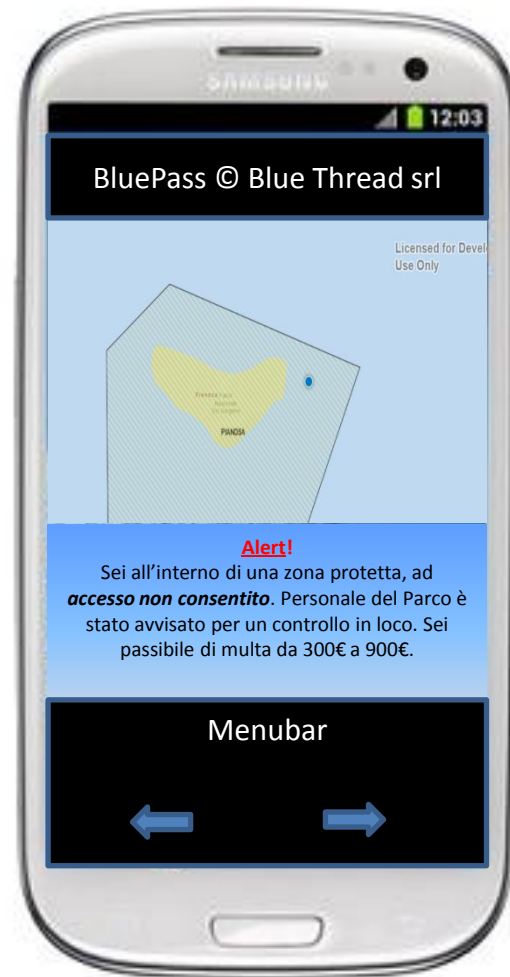 SAMSUNG
12:03
BluePass © Blue Thread srl
Licensed for Devel
Use Only
PIANOSA
Alert!
Sei all’interno di una zona protetta, ad
accesso non consentito. Personale del Parco è
stato avvisato per un controllo in loco. Sei
passibile di multa da 300€ a 900€.
Menubar